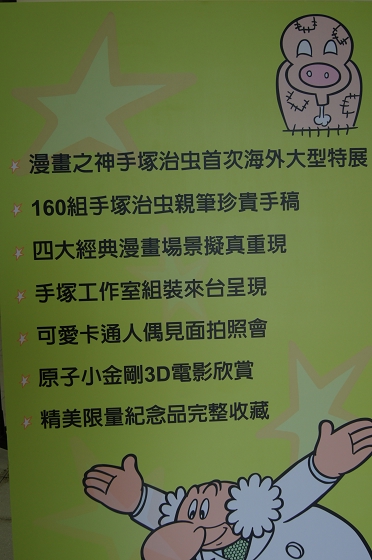 漫畫之神手塚治虫首次海外大型特展
160組手塚治虫親筆珍貴手稿
四大經典漫畫場景擬真重現
手塚工作室組裝來台呈現
可愛卡通人偶見面拍照會
原子小金剛3D電影欣賞
精美限量紀念品完整收藏